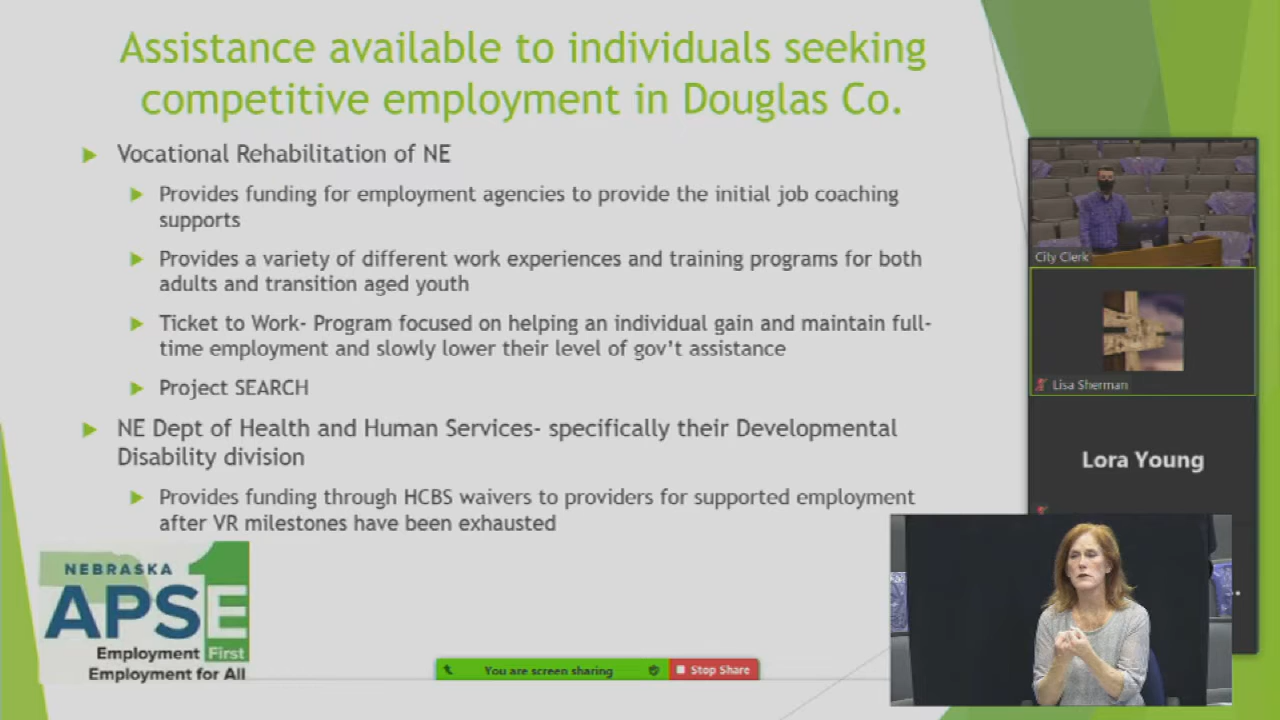 Assistance available to individuals seeking
competitive employment in Douglas Co.
Vocational Rehabilitation of NE
Provides funding for employment agencies to provide the initial job coaching
supports
Provides a variety of different work experiences and training programs for both
adults and transition aged youth
Ticket to Work- Program focused on helping an individual gain and maintain full-
time employment and slowly lower their level of gov't assistance
Project SEARCH
NE Dept of Health and Human Services- specifically their Developmental
Disability division
Provides funding through HCBS waivers to providers for supported employment
after VR milestones have been exhausted
NEBRASKA
APSE
1
Employment First
Employment for All
You are screen sharing
Stop Share
City Clerk
Lisa Sherman
Lora Young